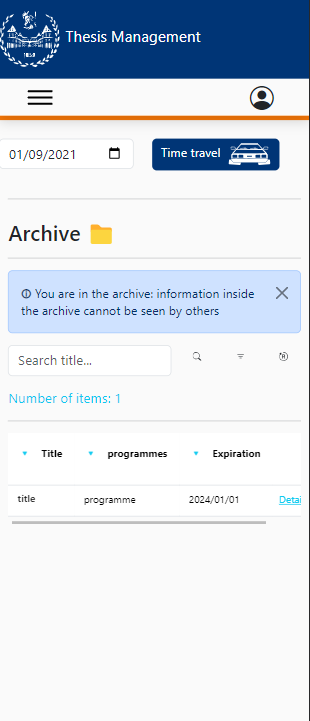 Thesis Management
1859
01/09/2021
Time travel
Archive
You are in the archive: information inside
the archive cannot be seen by others
Search title...
Number of items: 1
Title programmes Expiration
title programme 2024/01/01 Detai